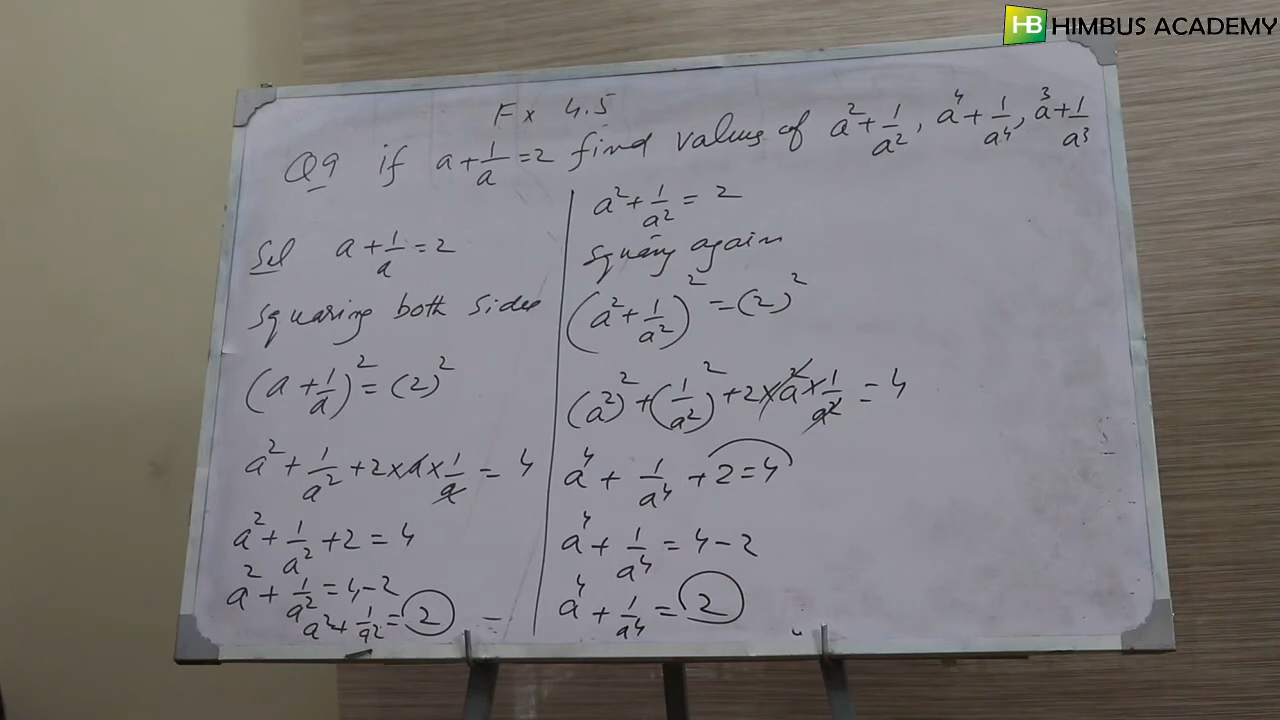 HB HIMBUS ACADEMY
Ex 4.5
Q9 if a + 1/a = 2 find values of a² + 1/a², a⁴ + 1/a⁴, a³ + 1/a³
Sol a + 1/a = 2
squaring both sides
(a + 1/a)² = (2)²
a² + 1/a² + 2 × a × 1/a = 4
a² + 1/a² + 2 = 4
a² + 1/a² = 4 - 2
a² + 1/a² = 2
a² + 1/a² = 2
squaring again
(a² + 1/a²)² = (2)²
(a²)² + (1/a²)² + 2 × a² × 1/a² = 4
a⁴ + 1/a⁴ + 2 = 4
a⁴ + 1/a⁴ = 4 - 2
a⁴ + 1/a⁴ = 2